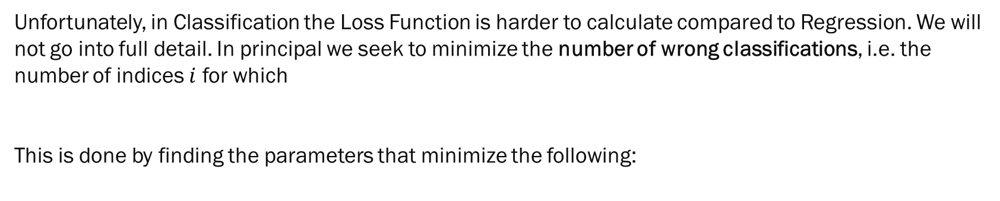 Unfortunately, in Classification the Loss Function is harder to calculate compared to Regression. We will
not go into full detail. In principal we seek to minimize the number of wrong classifications, i.e. the
number of indices i for which
This is done by finding the parameters that minimize the following: